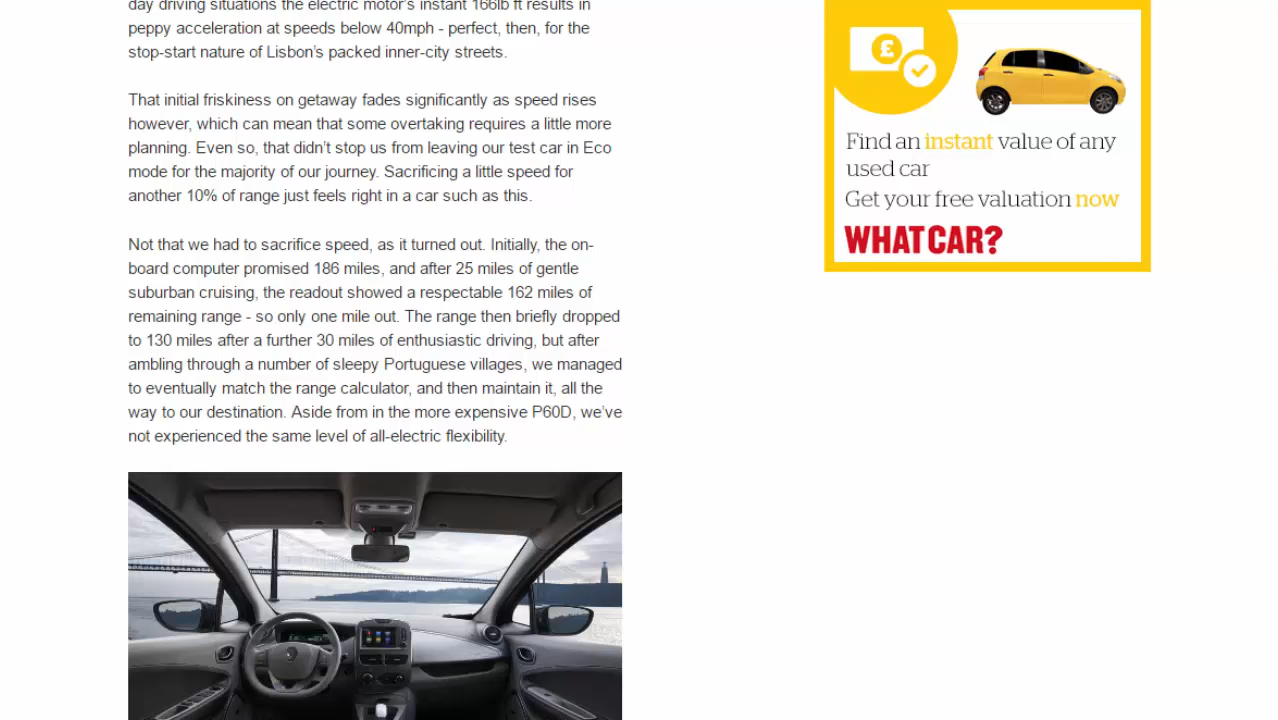 day driving situations the electric motor's instant 166lb ft results in
peppy acceleration at speeds below 40mph - perfect, then, for the
stop-start nature of Lisbon's packed inner-city streets.
That initial friskiness on getaway fades significantly as speed rises
however, which can mean that some overtaking requires a little more
planning. Even so, that didn't stop us from leaving our test car in Eco
mode for the majority of our journey. Sacrificing a little speed for
another 10% of range just feels right in a car such as this.
Not that we had to sacrifice speed, as it turned out. Initially, the on-
board computer promised 186 miles, and after 25 miles of gentle
suburban cruising, the readout showed a respectable 162 miles of
remaining range - so only one mile out. The range then briefly dropped
to 130 miles after a further 30 miles of enthusiastic driving, but after
ambling through a number of sleepy Portuguese villages, we managed
to eventually match the range calculator, and then maintain it, all the
way to our destination. Aside from in the more expensive P60D, we've
not experienced the same level of all-electric flexibility.
£
Find an instant value of any
used car
Get your free valuation now
WHAT CAR?